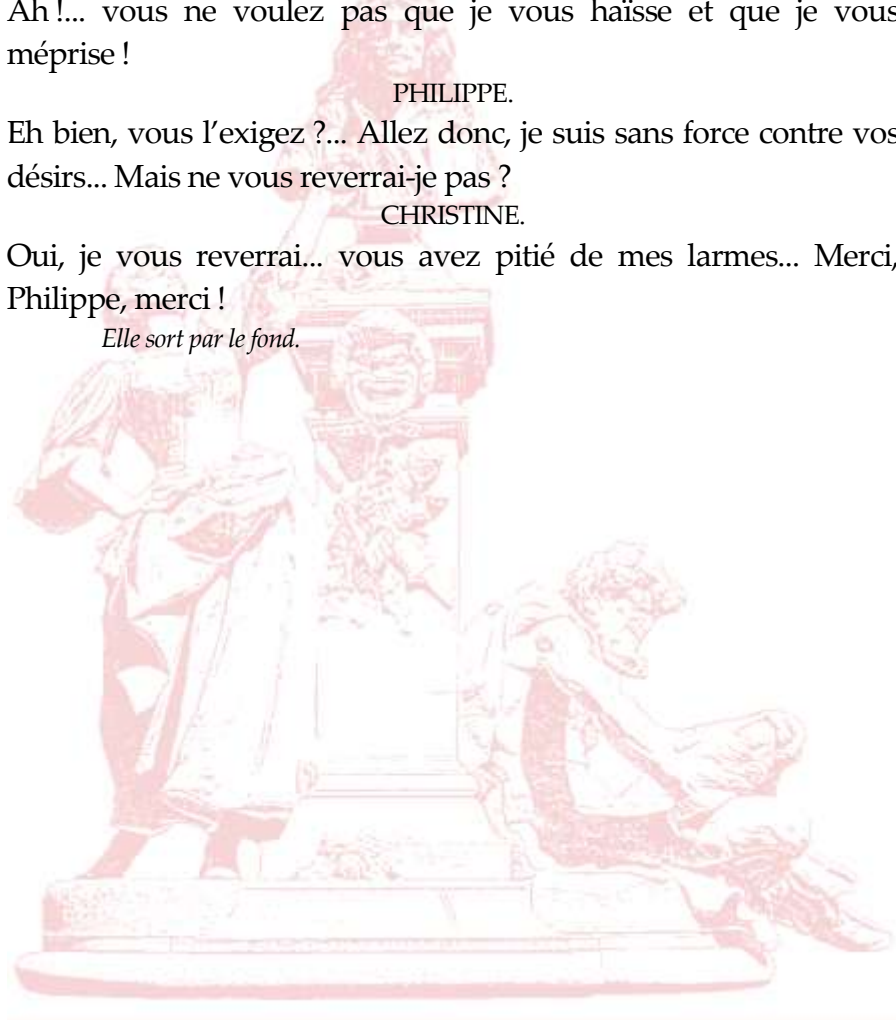 Ah !... vous ne voulez pas que je vous haïsse et que je vous
méprise !
PHILIPPE.
Eh bien, vous l’exigez ?... Allez donc, je suis sans force contre vos
désirs... Mais ne vous reverrai-je pas ?
CHRISTINE.
Oui, je vous reverrai... vous avez pitié de mes larmes... Merci,
Philippe, merci !
Elle sort par le fond.